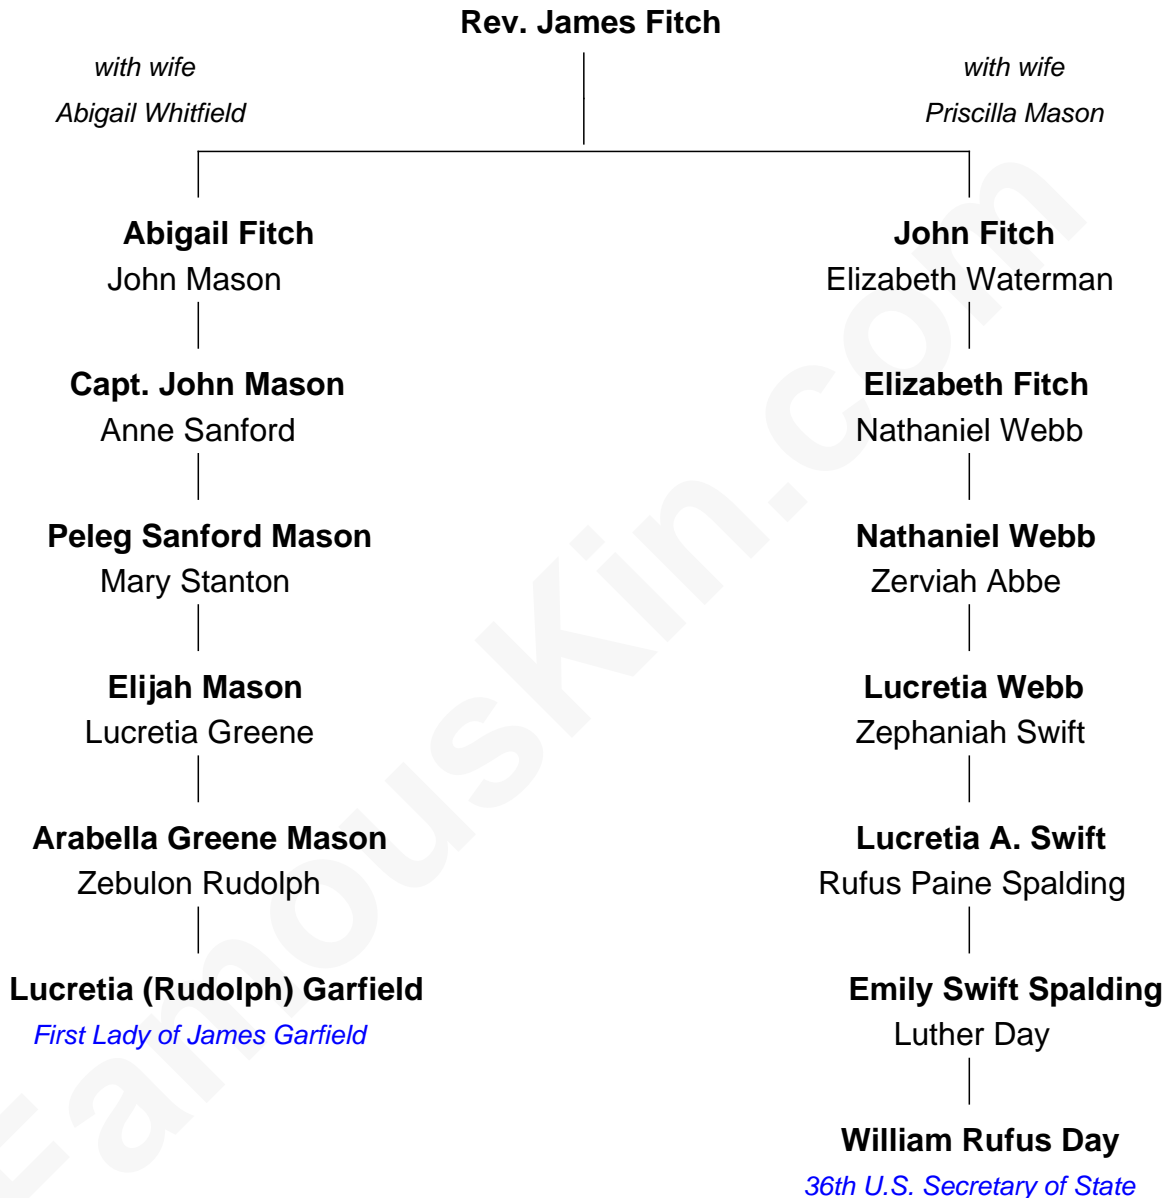 Rev. James Fitch
with wife
Abigail Whitfield
with wife
Priscilla Mason
Abigail Fitch
John Mason
Capt. John Mason
Anne Sanford
Peleg Sanford Mason
Mary Stanton
Elijah Mason
Lucretia Greene
Arabella Greene Mason
Zebulon Rudolph
Lucretia (Rudolph) Garfield
First Lady of James Garfield
John Fitch
Elizabeth Waterman
Elizabeth Fitch
Nathaniel Webb
Nathaniel Webb
Zerviah Abbe
Lucretia Webb
Zephaniah Swift
Lucretia A. Swift
Rufus Paine Spalding
Emily Swift Spalding
Luther Day
William Rufus Day
36th U.S. Secretary of State
FamousKin.com